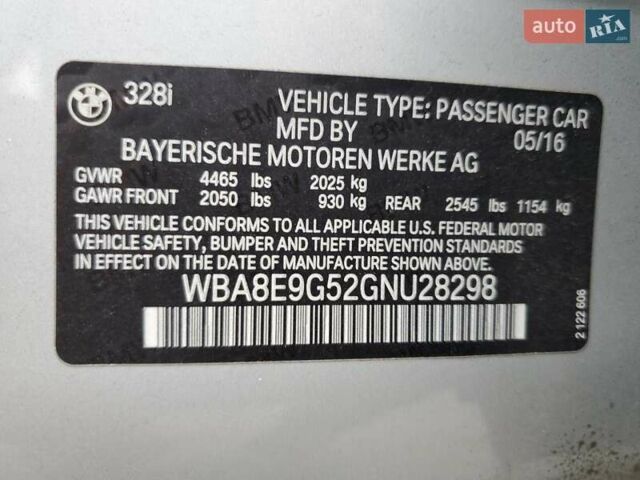 auto RIA.com
BMW 328i VEHICLE TYPE: PASSENGER CAR
MFD BY 05/16
BAYERISCHE MOTOREN WERKE AG
GVWR 4465 lbs 2025 kg
GAWR FRONT 2050 lbs 930 kg REAR 2545 lbs 1154 kg
THIS VEHICLE CONFORMS TO ALL APPLICABLE U.S. FEDERAL MOTOR
VEHICLE SAFETY, BUMPER AND THEFT PREVENTION STANDARDS
IN EFFECT ON THE DATE OF MANUFACTURE SHOWN ABOVE.
WBA8E9G52GNU28298
2 122 606